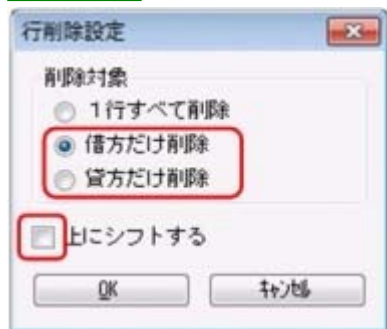 行削除設定
削除対象
1行すべて削除
借方だけ削除
貸方だけ削除
上にシフトする
OK
ｷｬﾝｾﾙ